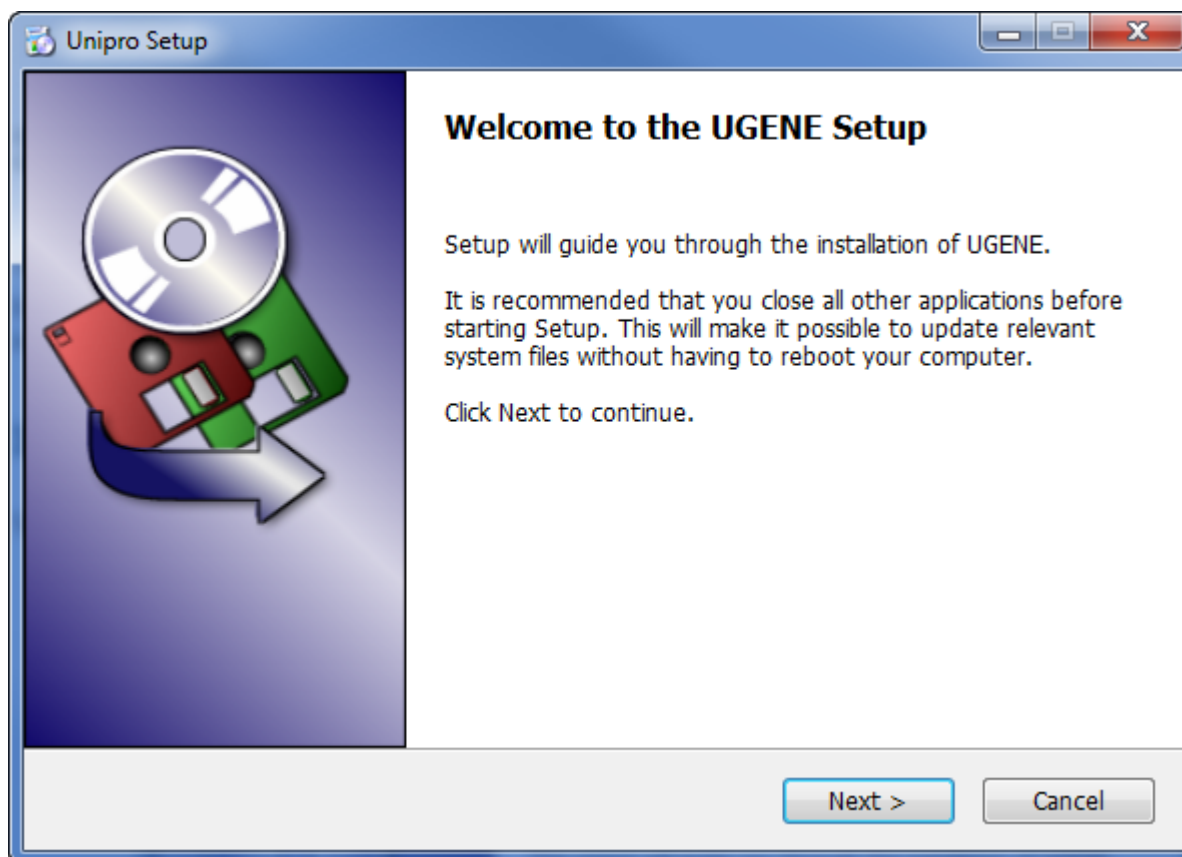 Unipro Setup
Welcome to the UGENE Setup
Setup will guide you through the installation of UGENE.
It is recommended that you close all other applications before
starting Setup. This will make it possible to update relevant
system files without having to reboot your computer.
Click Next to continue.
Next >
Cancel